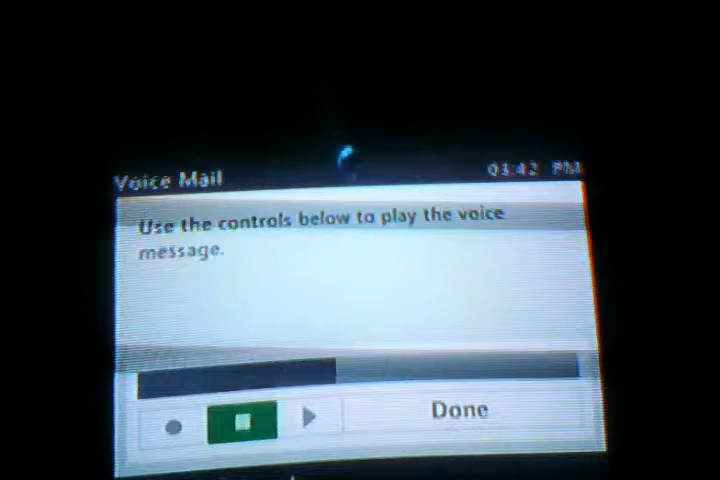 Voice Mail
03:42 PM
Use the controls below to play the voice
message.
Done